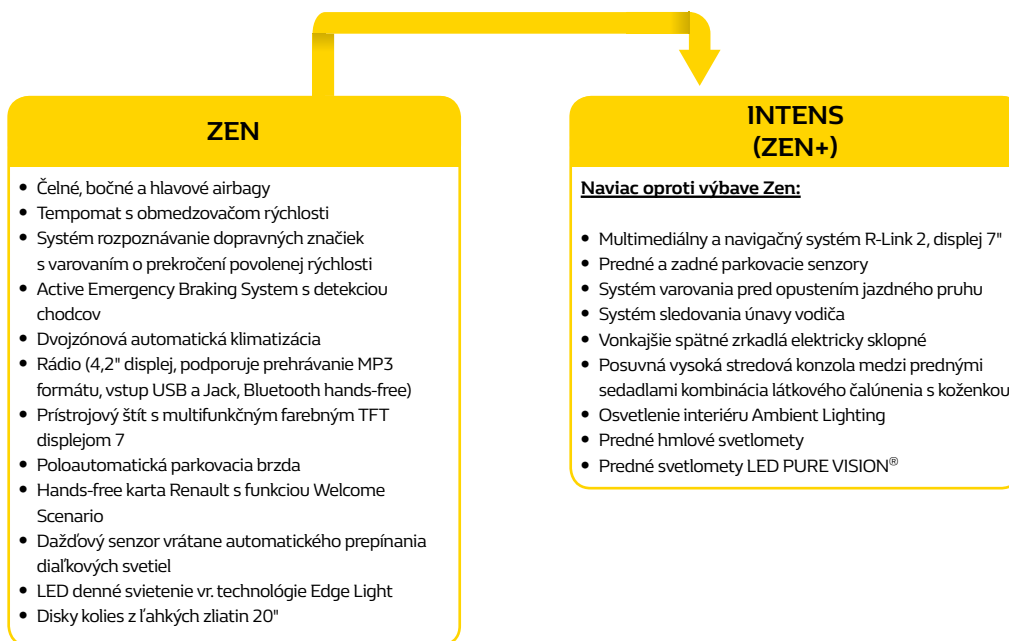 ZEN
• Čelné, bočné a hlavové airbagy
• Tempomat s obmedzovačom rýchlosti
• Systém rozpoznávanie dopravných značiek
s varovaním o prekročení povolenej rýchlosti
• Active Emergency Braking System s detekciou
chodcov
• Dvojzónová automatická klimatizácia
• Rádio (4,2" displej, podporuje prehrávanie MP3
formátu, vstup USB a Jack, Bluetooth hands-free)
• Prístrojový štít s multifunkčným farebným TFT
displejom 7
• Poloautomatická parkovacia brzda
• Hands-free karta Renault s funkciou Welcome
Scenario
• Dažďový senzor vrátane automatického prepínania
diaľkových svetiel
• LED denné svietenie vr. technológie Edge Light
• Disky kolies z ľahkých zliatin 20"
INTENS
(ZEN+)
Naviac oproti výbave Zen:
• Multimediálny a navigačný systém R-Link 2, displej 7"
• Predné a zadné parkovacie senzory
• Systém varovania pred opustením jazdného pruhu
• Systém sledovania únavy vodiča
• Vonkajšie spätné zrkadlá elektricky sklopné
• Posuvná vysoká stredová konzola medzi prednými
sedadlami kombinácia látkového čalúnenia s koženkou
• Osvetlenie interiéru Ambient Lighting
• Predné hmlové svetlomety
• Predné svetlomety LED PURE VISION®